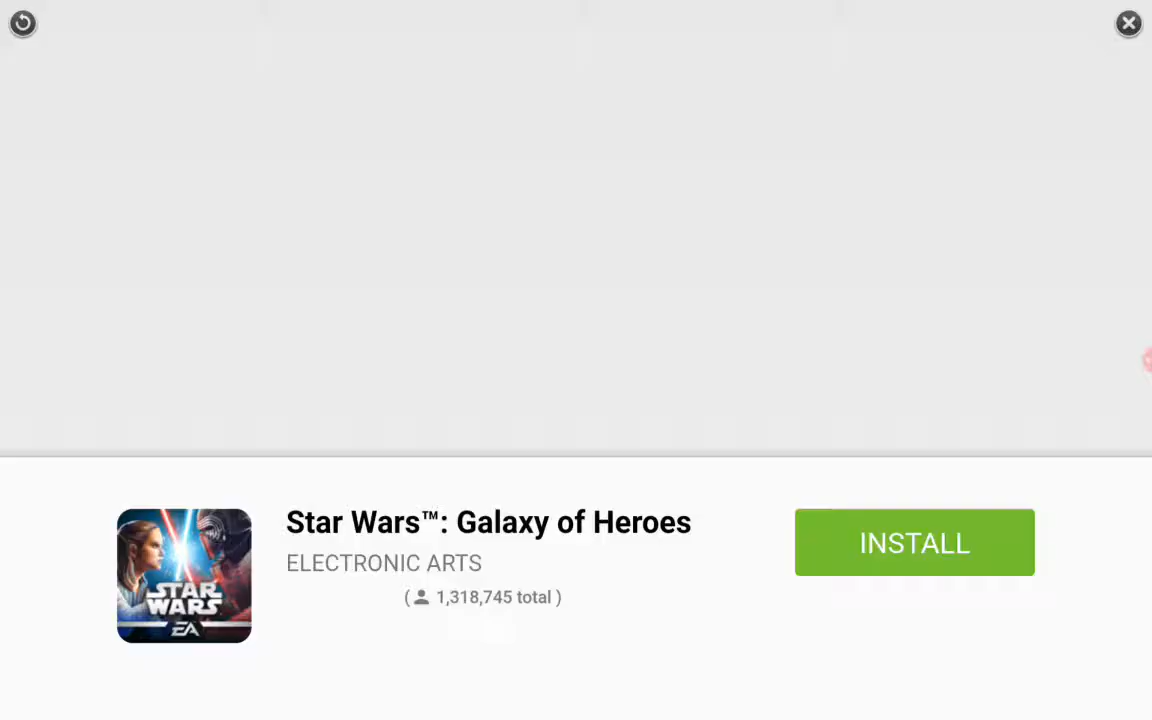 Star Wars™: Galaxy of Heroes
ELECTRONIC ARTS
( 1,318,745 total )
INSTALL
STAR
WARS
EA